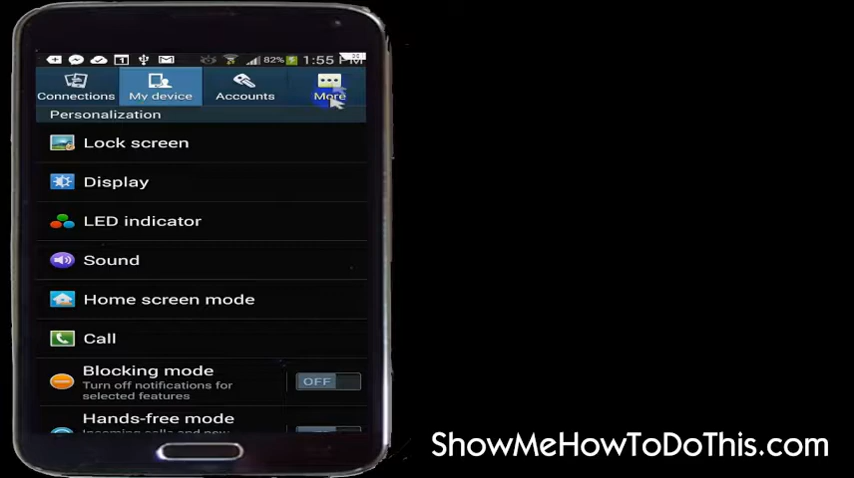 82% 1:55 PM
Connections My device Accounts More
Personalization
Lock screen
Display
LED indicator
Sound
Home screen mode
Call
Blocking mode
Turn off notifications for
selected features
OFF
Hands-free mode
Incoming calls and new
ShowMeHowToDoThis.com